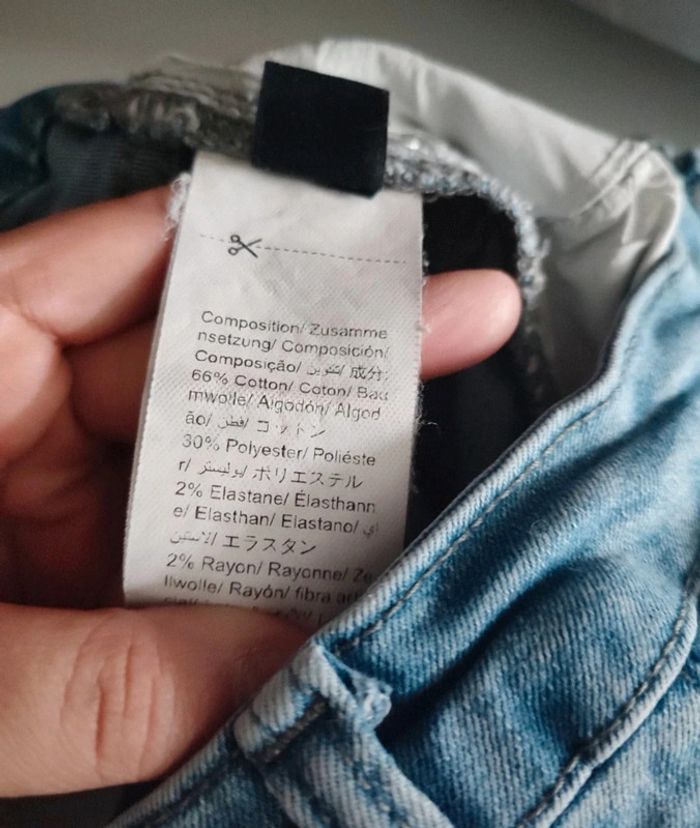 Composition/ Zusamme
nsetzung/ Composición/
Composição/ تكوين/ 成分:
66% Cotton/ Coton/ Bau
mwolle/ Algodón/ Algod
ão/ قطن/ コットン
30% Polyester/ Polièste
r/ بوليستر/ ポリエステル
2% Elastane/ Élasthann
e/ Elasthan/ Elastano/
الاستين エラスタン
2% Rayon/ Rayonne/ Ze
llwolle/ Rayón/ fibra